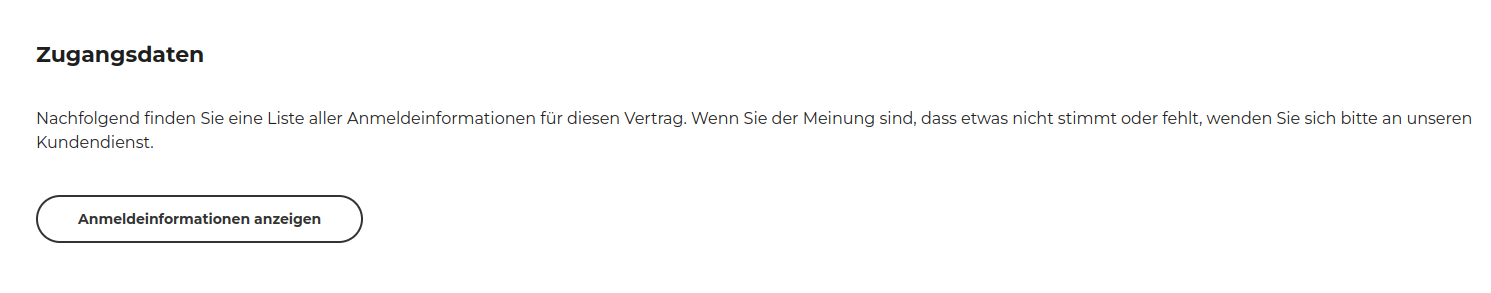 Zugangsdaten
Nachfolgend finden Sie eine Liste aller Anmeldeinformationen für diesen Vertrag. Wenn Sie der Meinung sind, dass etwas nicht stimmt oder fehlt, wenden Sie sich bitte an unseren
Kundendienst.
Anmeldeinformationen anzeigen